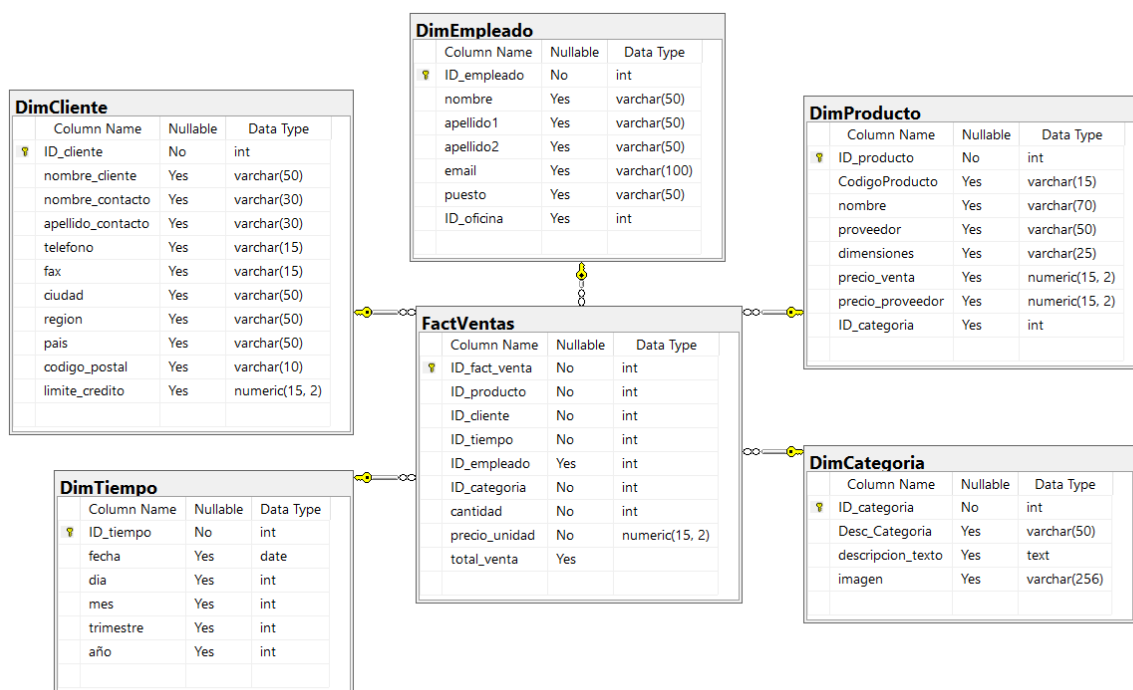 DimEmpleado
Column Name Nullable Data Type
ID_empleado No int
nombre Yes varchar(50)
apellido1 Yes varchar(50)
apellido2 Yes varchar(50)
email Yes varchar(100)
puesto Yes varchar(50)
ID_oficina Yes int
DimCliente
Column Name Nullable Data Type
ID_cliente No int
nombre_cliente Yes varchar(50)
nombre_contacto Yes varchar(30)
apellido_contacto Yes varchar(30)
telefono Yes varchar(15)
fax Yes varchar(15)
ciudad Yes varchar(50)
region Yes varchar(50)
pais Yes varchar(50)
codigo_postal Yes varchar(10)
limite_credito Yes numeric(15, 2)
DimProducto
Column Name Nullable Data Type
ID_producto No int
CodigoProducto Yes varchar(15)
nombre Yes varchar(70)
proveedor Yes varchar(50)
dimensiones Yes varchar(25)
precio_venta Yes numeric(15, 2)
precio_proveedor Yes numeric(15, 2)
ID_categoria Yes int
FactVentas
Column Name Nullable Data Type
ID_fact_venta No int
ID_producto No int
ID_cliente No int
ID_tiempo No int
ID_empleado Yes int
ID_categoria No int
cantidad No int
precio_unidad No numeric(15, 2)
total_venta Yes
DimTiempo
Column Name Nullable Data Type
ID_tiempo No int
fecha Yes date
dia Yes int
mes Yes int
trimestre Yes int
año Yes int
DimCategoria
Column Name Nullable Data Type
ID_categoria No int
Desc_Categoria Yes varchar(50)
descripcion_texto Yes text
imagen Yes varchar(256)